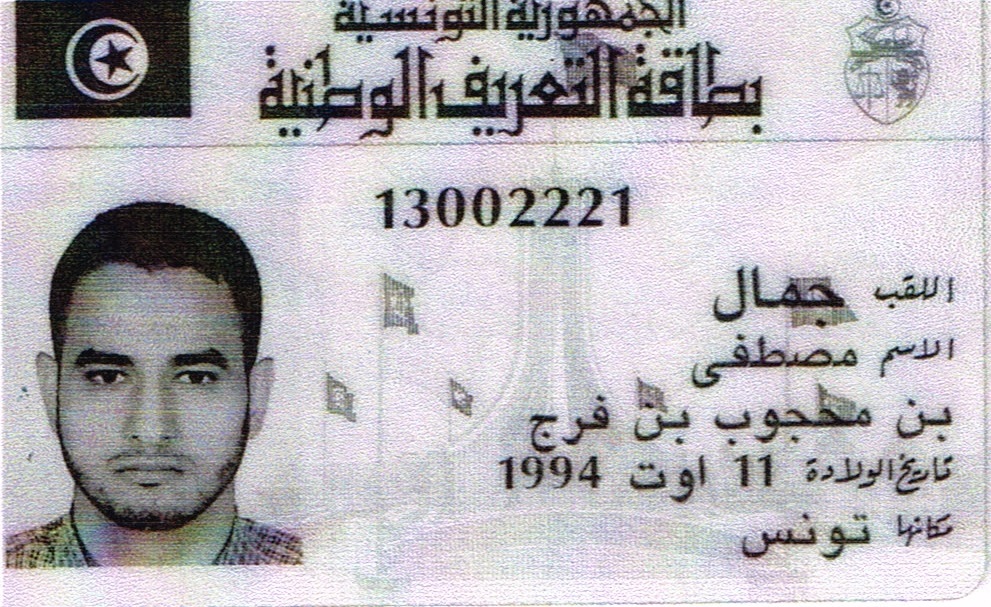 الجمهورية التونسية
بطاقة التعريف الوطنية
13002221
اللقب جمال
الاسم مصطفى
بن محجوب بن فرج
تاريخ الولادة 11 اوت 1994
مكانها تونس